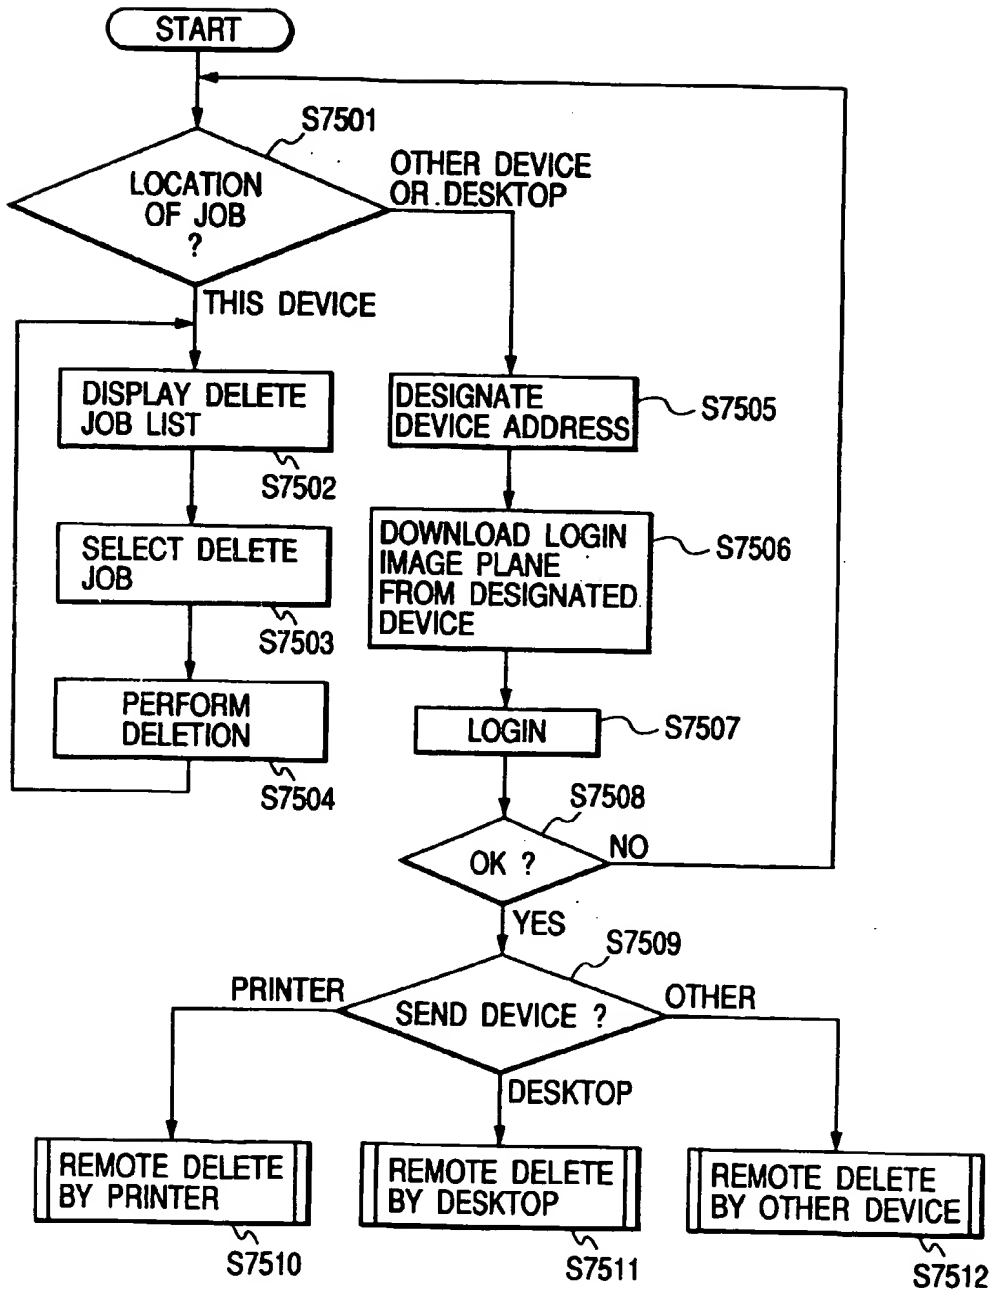 START
S7501
LOCATION
OF JOB
?
OTHER DEVICE
OR DESKTOP
THIS DEVICE
DISPLAY DELETE
JOB LIST
S7502
SELECT DELETE
JOB
S7503
PERFORM
DELETION
S7504
DESIGNATE
DEVICE ADDRESS
S7505
DOWNLOAD LOGIN
IMAGE PLANE
FROM DESIGNATED
DEVICE
S7506
LOGIN
S7507
S7508
OK ?
NO
YES
S7509
SEND DEVICE ?
PRINTER
OTHER
DESKTOP
REMOTE DELETE
BY PRINTER
S7510
REMOTE DELETE
BY DESKTOP
S7511
REMOTE DELETE
BY OTHER DEVICE
S7512